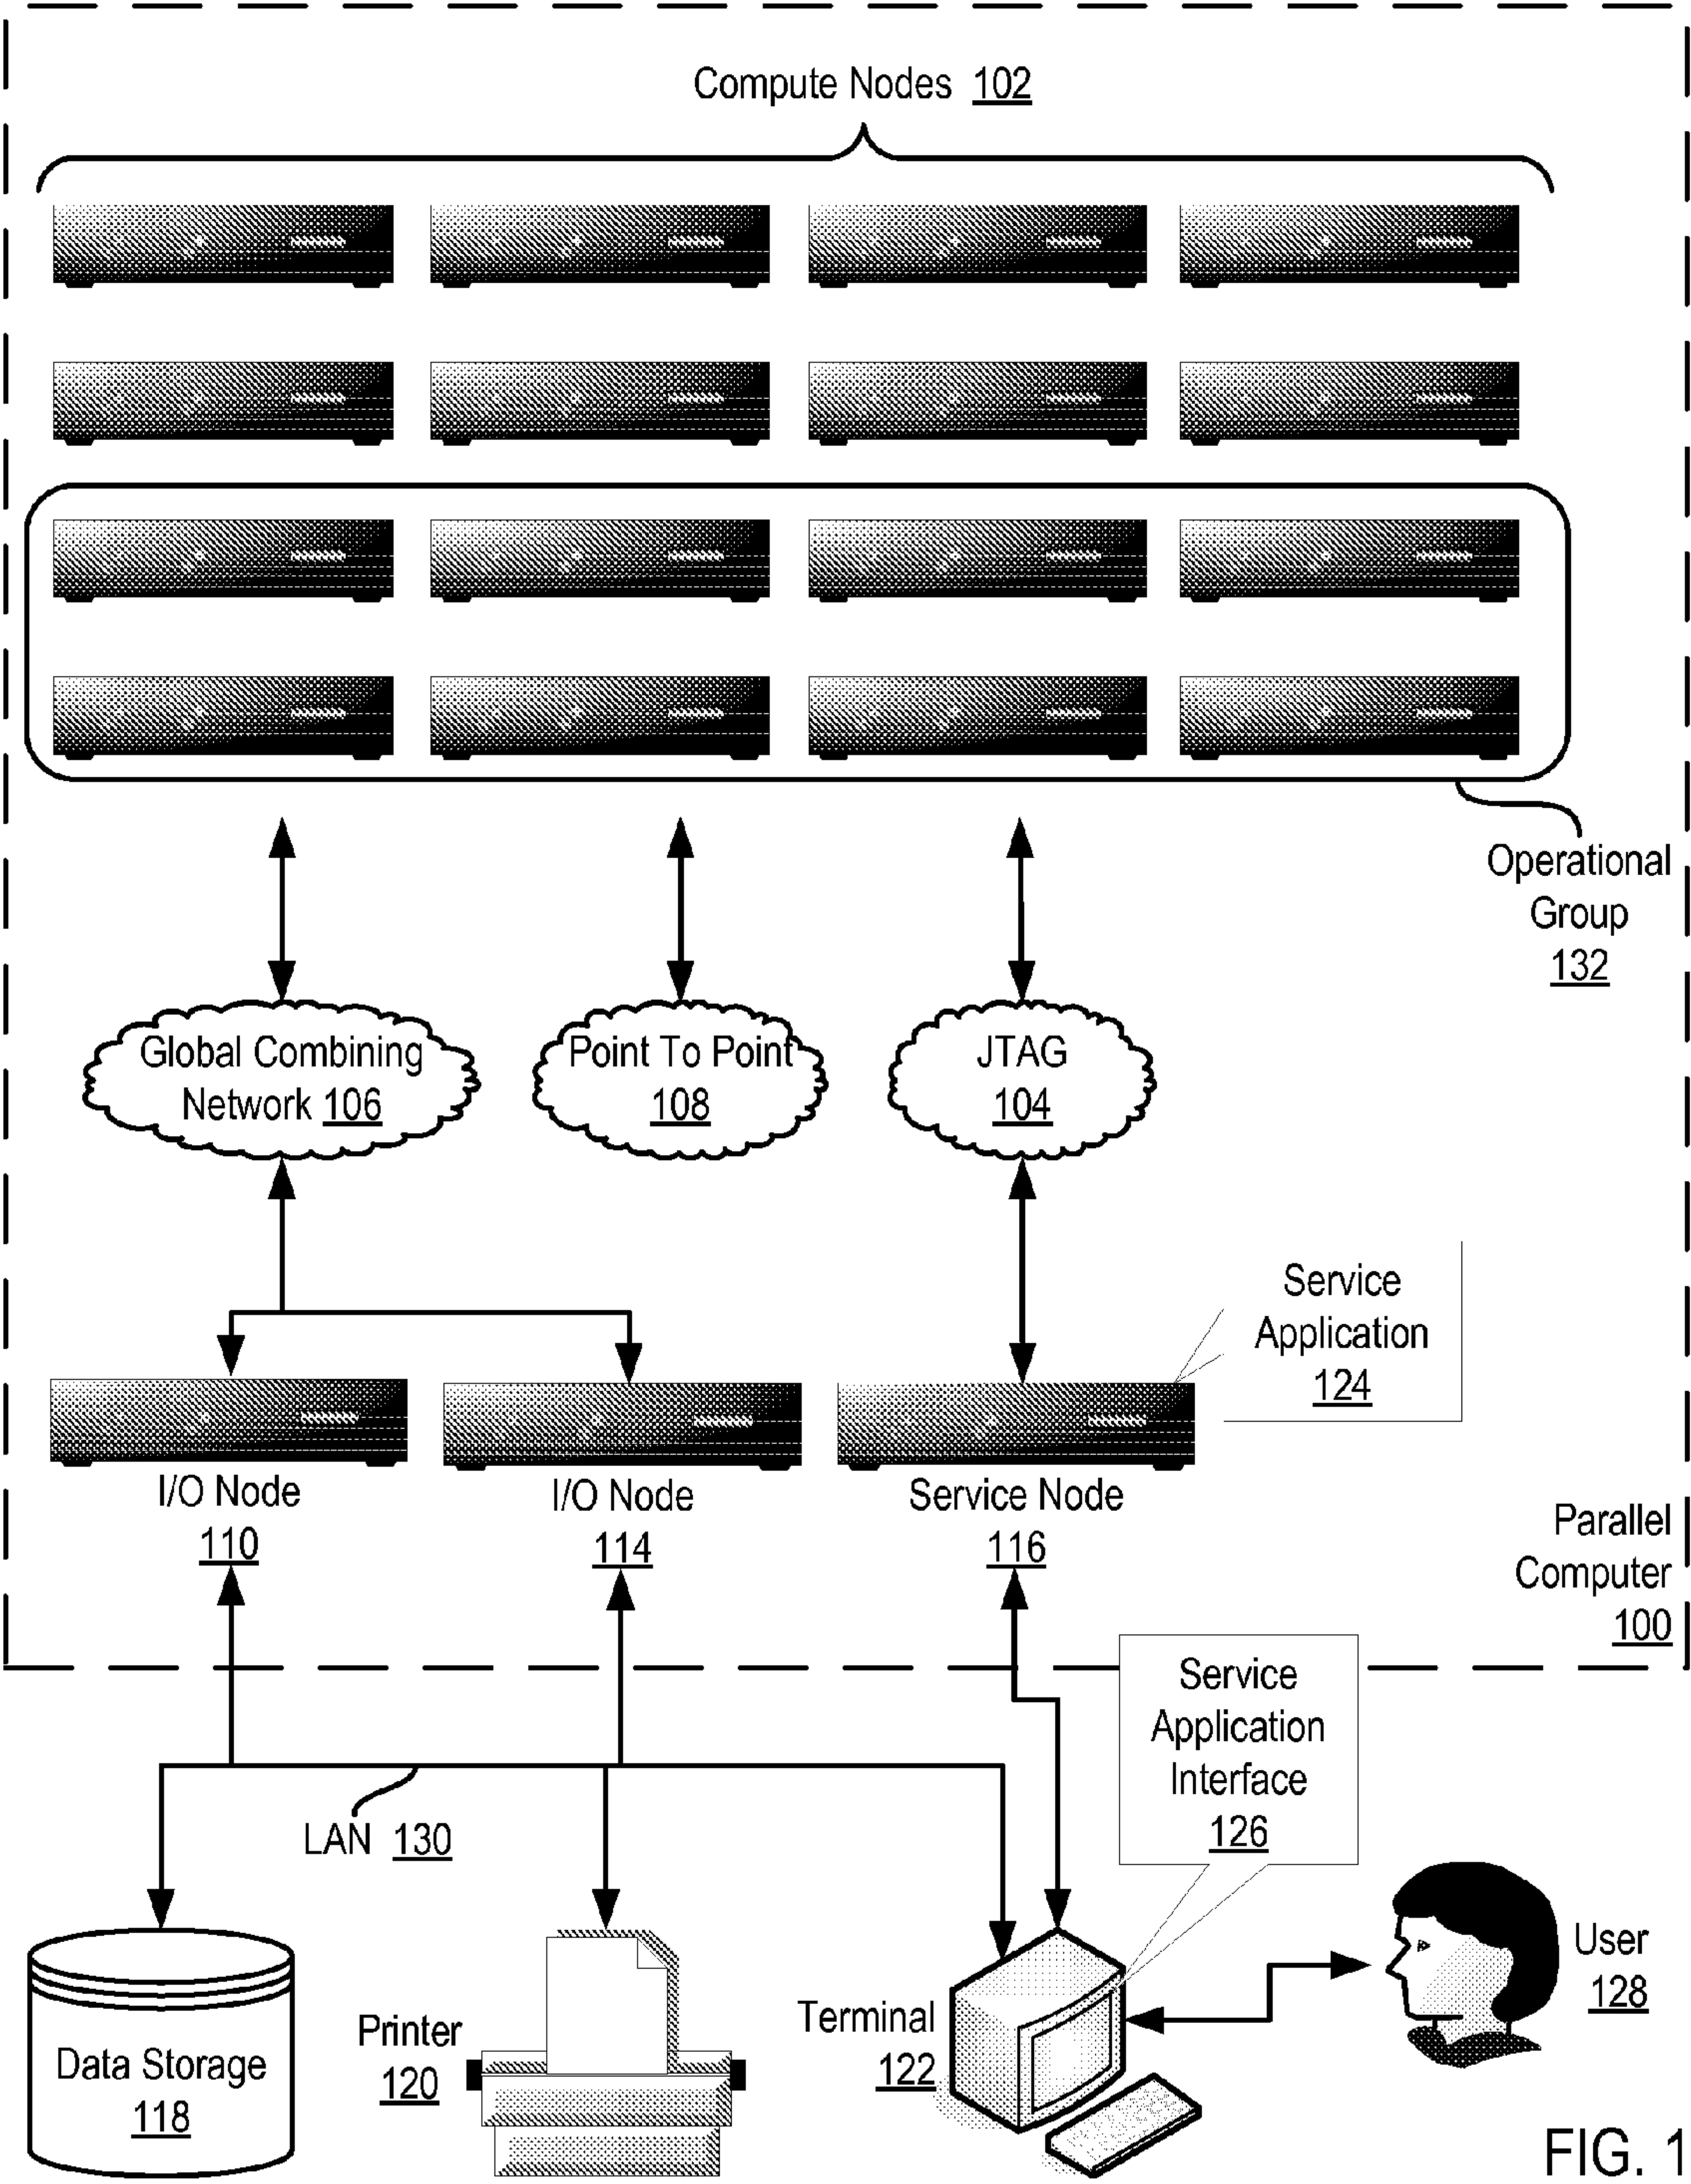 Compute Nodes 102
Operational
Group
132
Global Combining
Network 106
Point To Point
108
JTAG
104
Service
Application
124
I/O Node
110
I/O Node
114
Service Node
116
Parallel
Computer
100
Service
Application
Interface
126
LAN 130
Data Storage
118
Printer
120
Terminal
122
User
128
FIG. 1